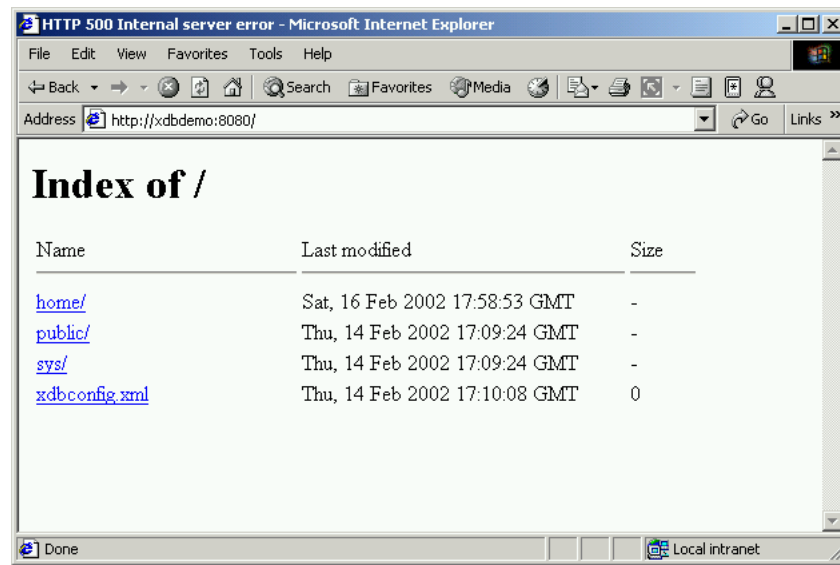 HTTP 500 Internal server error - Microsoft Internet Explorer
File Edit View Favorites Tools Help
Back Search Favorites Media
Address http://xdbdemo:8080/ Go Links »
Index of /
Name Last modified Size
home/ Sat, 16 Feb 2002 17:58:53 GMT -
public/ Thu, 14 Feb 2002 17:09:24 GMT -
sys/ Thu, 14 Feb 2002 17:09:24 GMT -
xdbconfig.xml Thu, 14 Feb 2002 17:10:08 GMT 0
Done Local intranet